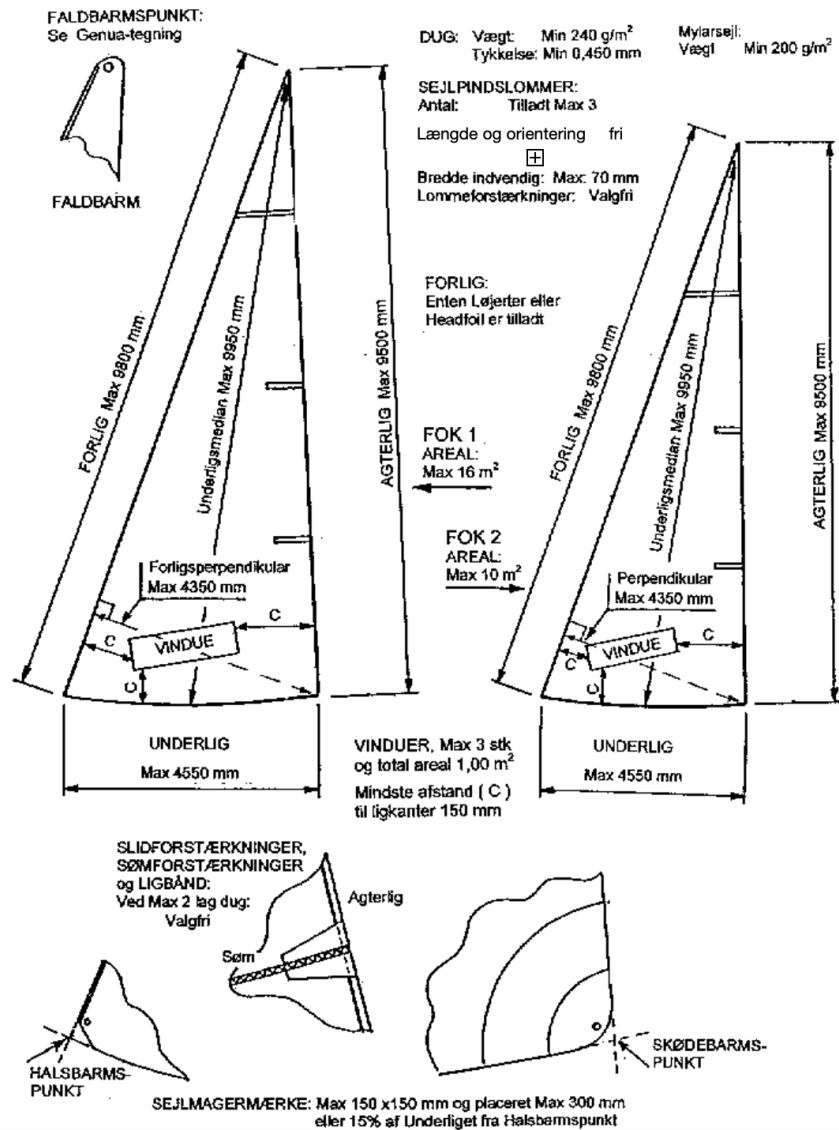 FALDBARMSPUNKT:
Se Genua-tegning
FALDBARM
DUG: Vægt: Min 240 g/m²
Tykkelse: Min 0,450 mm
Mylarsejl:
Vægt Min 200 g/m²
SEJLPINDSLOMMER:
Antal: Tilladt Max 3
Længde og orientering fri
Bredde indvendig: Max: 70 mm
Lommeforstærkninger: Valgfri
FORLIG:
Enten Løjerter eller
Headfoil er tilladt
FORLIG Max 9800 mm
Underligsmedian Max 9950 mm
AGTERLIG Max 9500 mm
FOK 1
AREAL:
Max 16 m²
FOK 2
AREAL:
Max 10 m²
FORLIG Max 9800 mm
Underligsmedian Max 9950 mm
AGTERLIG Max 9500 mm
Forligsperpendikular
Max 4350 mm
C
VINDUE
C
C
Perpendikular
Max 4350 mm
C
VINDUE
C
C
UNDERLIG
Max 4550 mm
VINDUER, Max 3 stk
og total areal 1,00 m²
Mindste afstand ( C )
til ligkanter 150 mm
UNDERLIG
Max 4550 mm
SLIDFORSTÆRKNINGER,
SØMFORSTÆRKNINGER
og LIGBÅND:
Ved Max 2 lag dug:
Valgfri
Agterlig
Søm
HALSBARMS-
PUNKT
SKØDEBARMS-
PUNKT
SEJLMAGERMÆRKE: Max 150 x150 mm og placeret Max 300 mm
eller 15% af Underliget fra Halsbarmspunkt